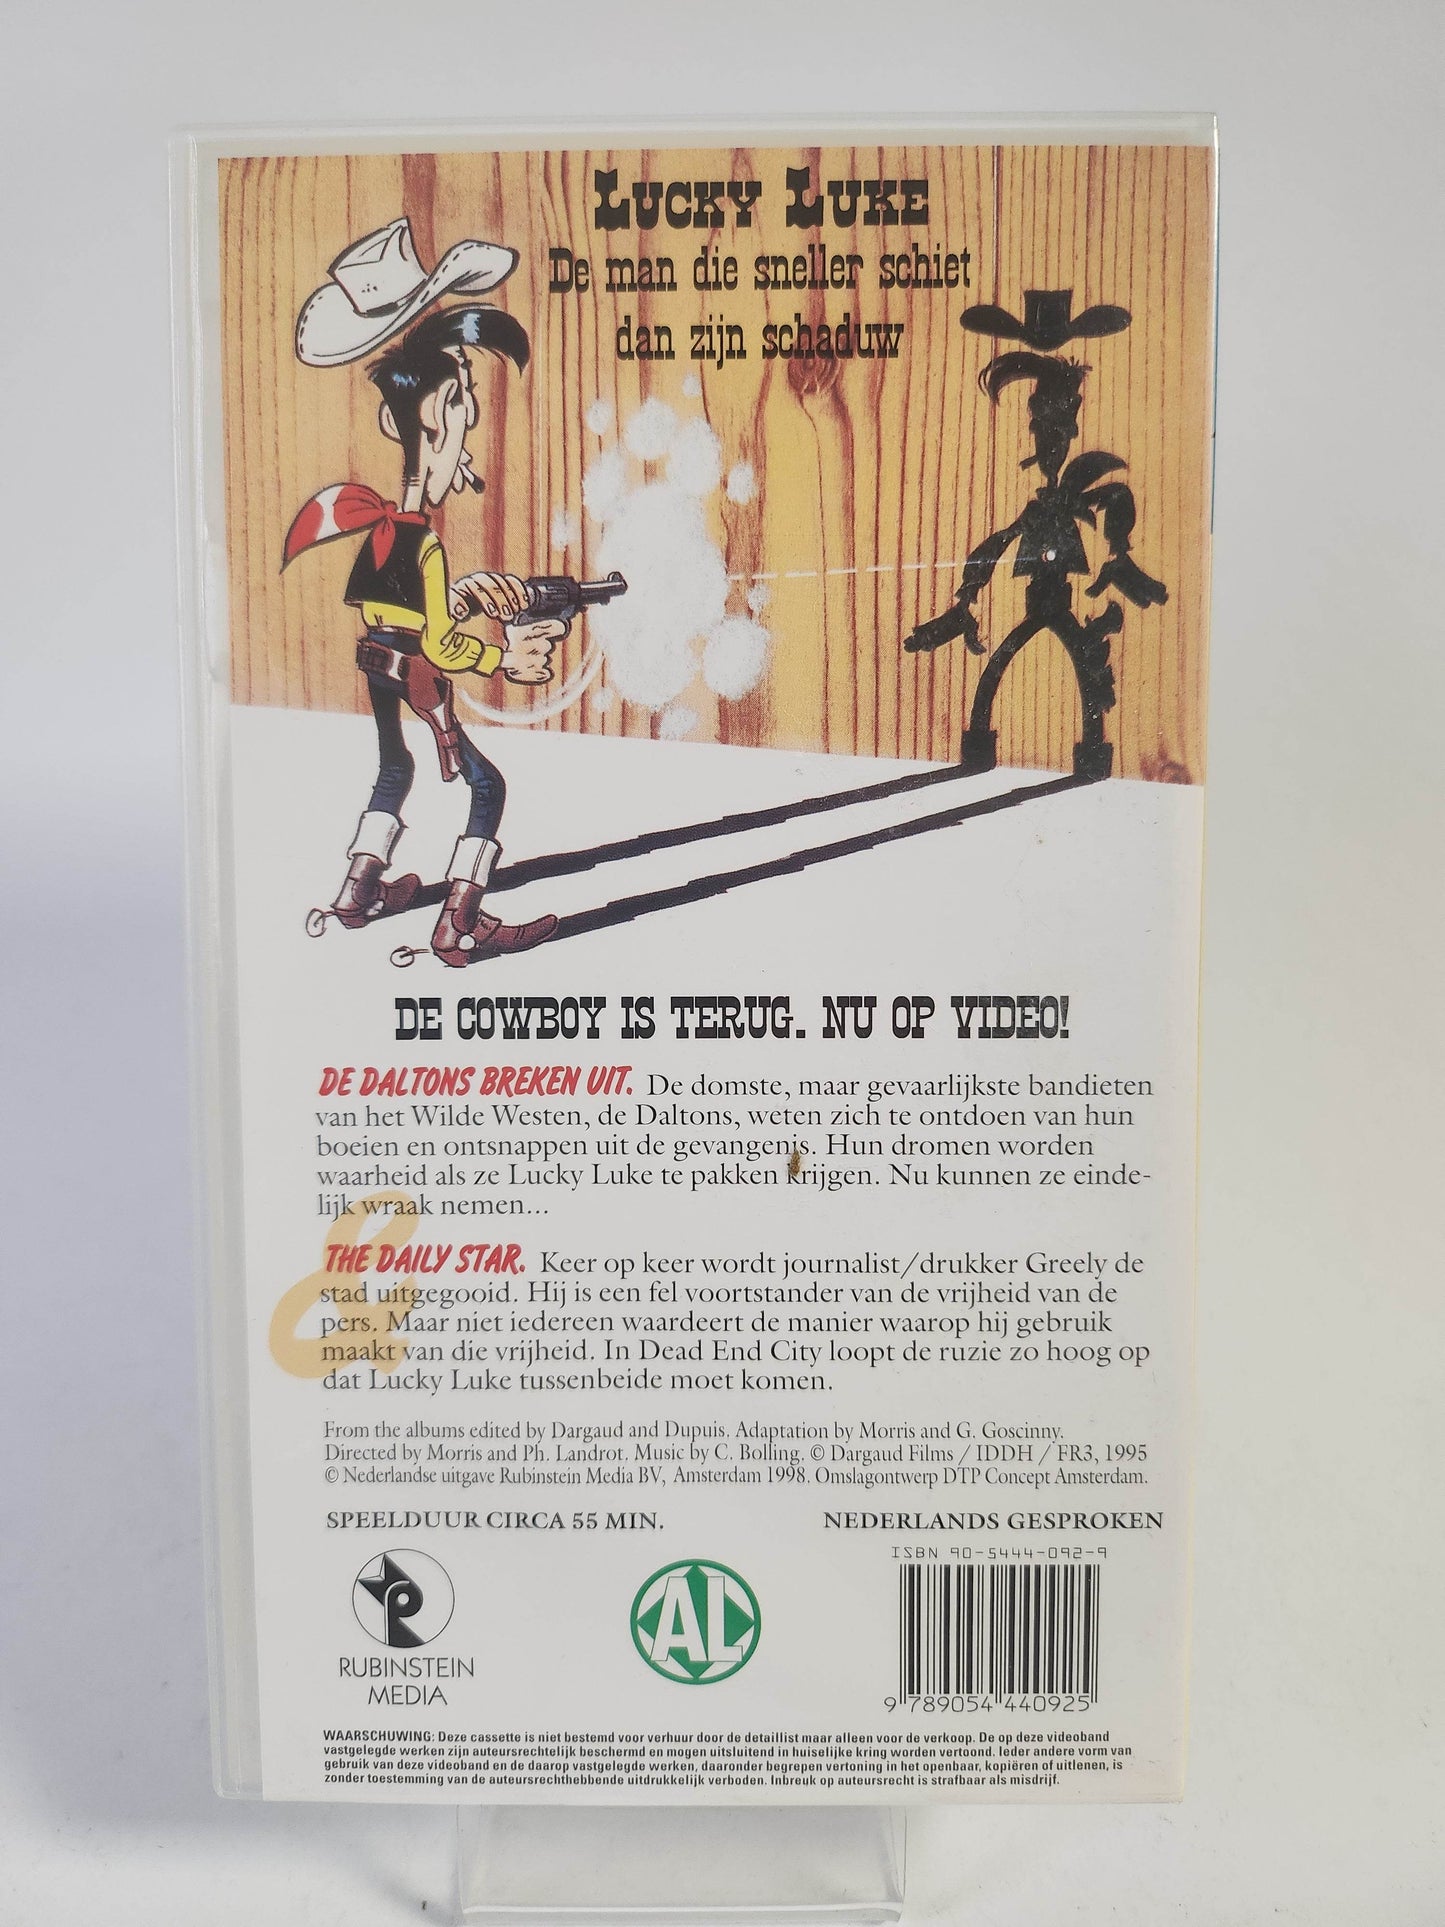 LUCKY LUKE
De man die sneller schiet
dan zijn schaduw
DE COWBOY IS TERUG. NU OP VIDEO!
DE DALTONS BREKEN UIT. De domste, maar gevaarlijkste bandieten
van het Wilde Westen, de Daltons, weten zich te ontdoen van hun
boeien en ontsnappen uit de gevangenis. Hun dromen worden
waarheid als ze Lucky Luke te pakken krijgen. Nu kunnen ze einde-
lijk wraak nemen...
&
THE DAILY STAR. Keer op keer wordt journalist/drukker Greely de
stad uitgegooid. Hij is een fel voortstander van de vrijheid van de
pers. Maar niet iedereen waardeert de manier waarop hij gebruik
maakt van die vrijheid. In Dead End City loopt de ruzie zo hoog op
dat Lucky Luke tussenbeide moet komen.
From the albums edited by Dargaud and Dupuis. Adaptation by Morris and G. Goscinny.
Directed by Morris and Ph. Landrot. Music by C. Bolling. © Dargaud Films / IDDH / FR3, 1995
© Nederlandse uitgave Rubinstein Media BV, Amsterdam 1998. Omslagontwerp DTP Concept Amsterdam.
SPEELDUUR CIRCA 55 MIN.
NEDERLANDS GESPROKEN
ISBN 90-5444-092-9
R
AL
RUBINSTEIN
MEDIA
9 789054 440925
WAARSCHUWING: Deze cassette is niet bestemd voor verhuur door de detaillist maar alleen voor de verkoop. De op deze videoband
vastgelegde werken zijn auteursrechtelijk beschermd en mogen uitsluitend in huiselijke kring worden vertoond. Ieder andere vorm van
gebruik van deze videoband en de daarop vastgelegde werken, daaronder begrepen vertoning in het openbaar, kopiëren of uitlenen, is
zonder toestemming van de auteursrechthebbende uitdrukkelijk verboden. Inbreuk op auteursrecht is strafbaar als misdrijf.